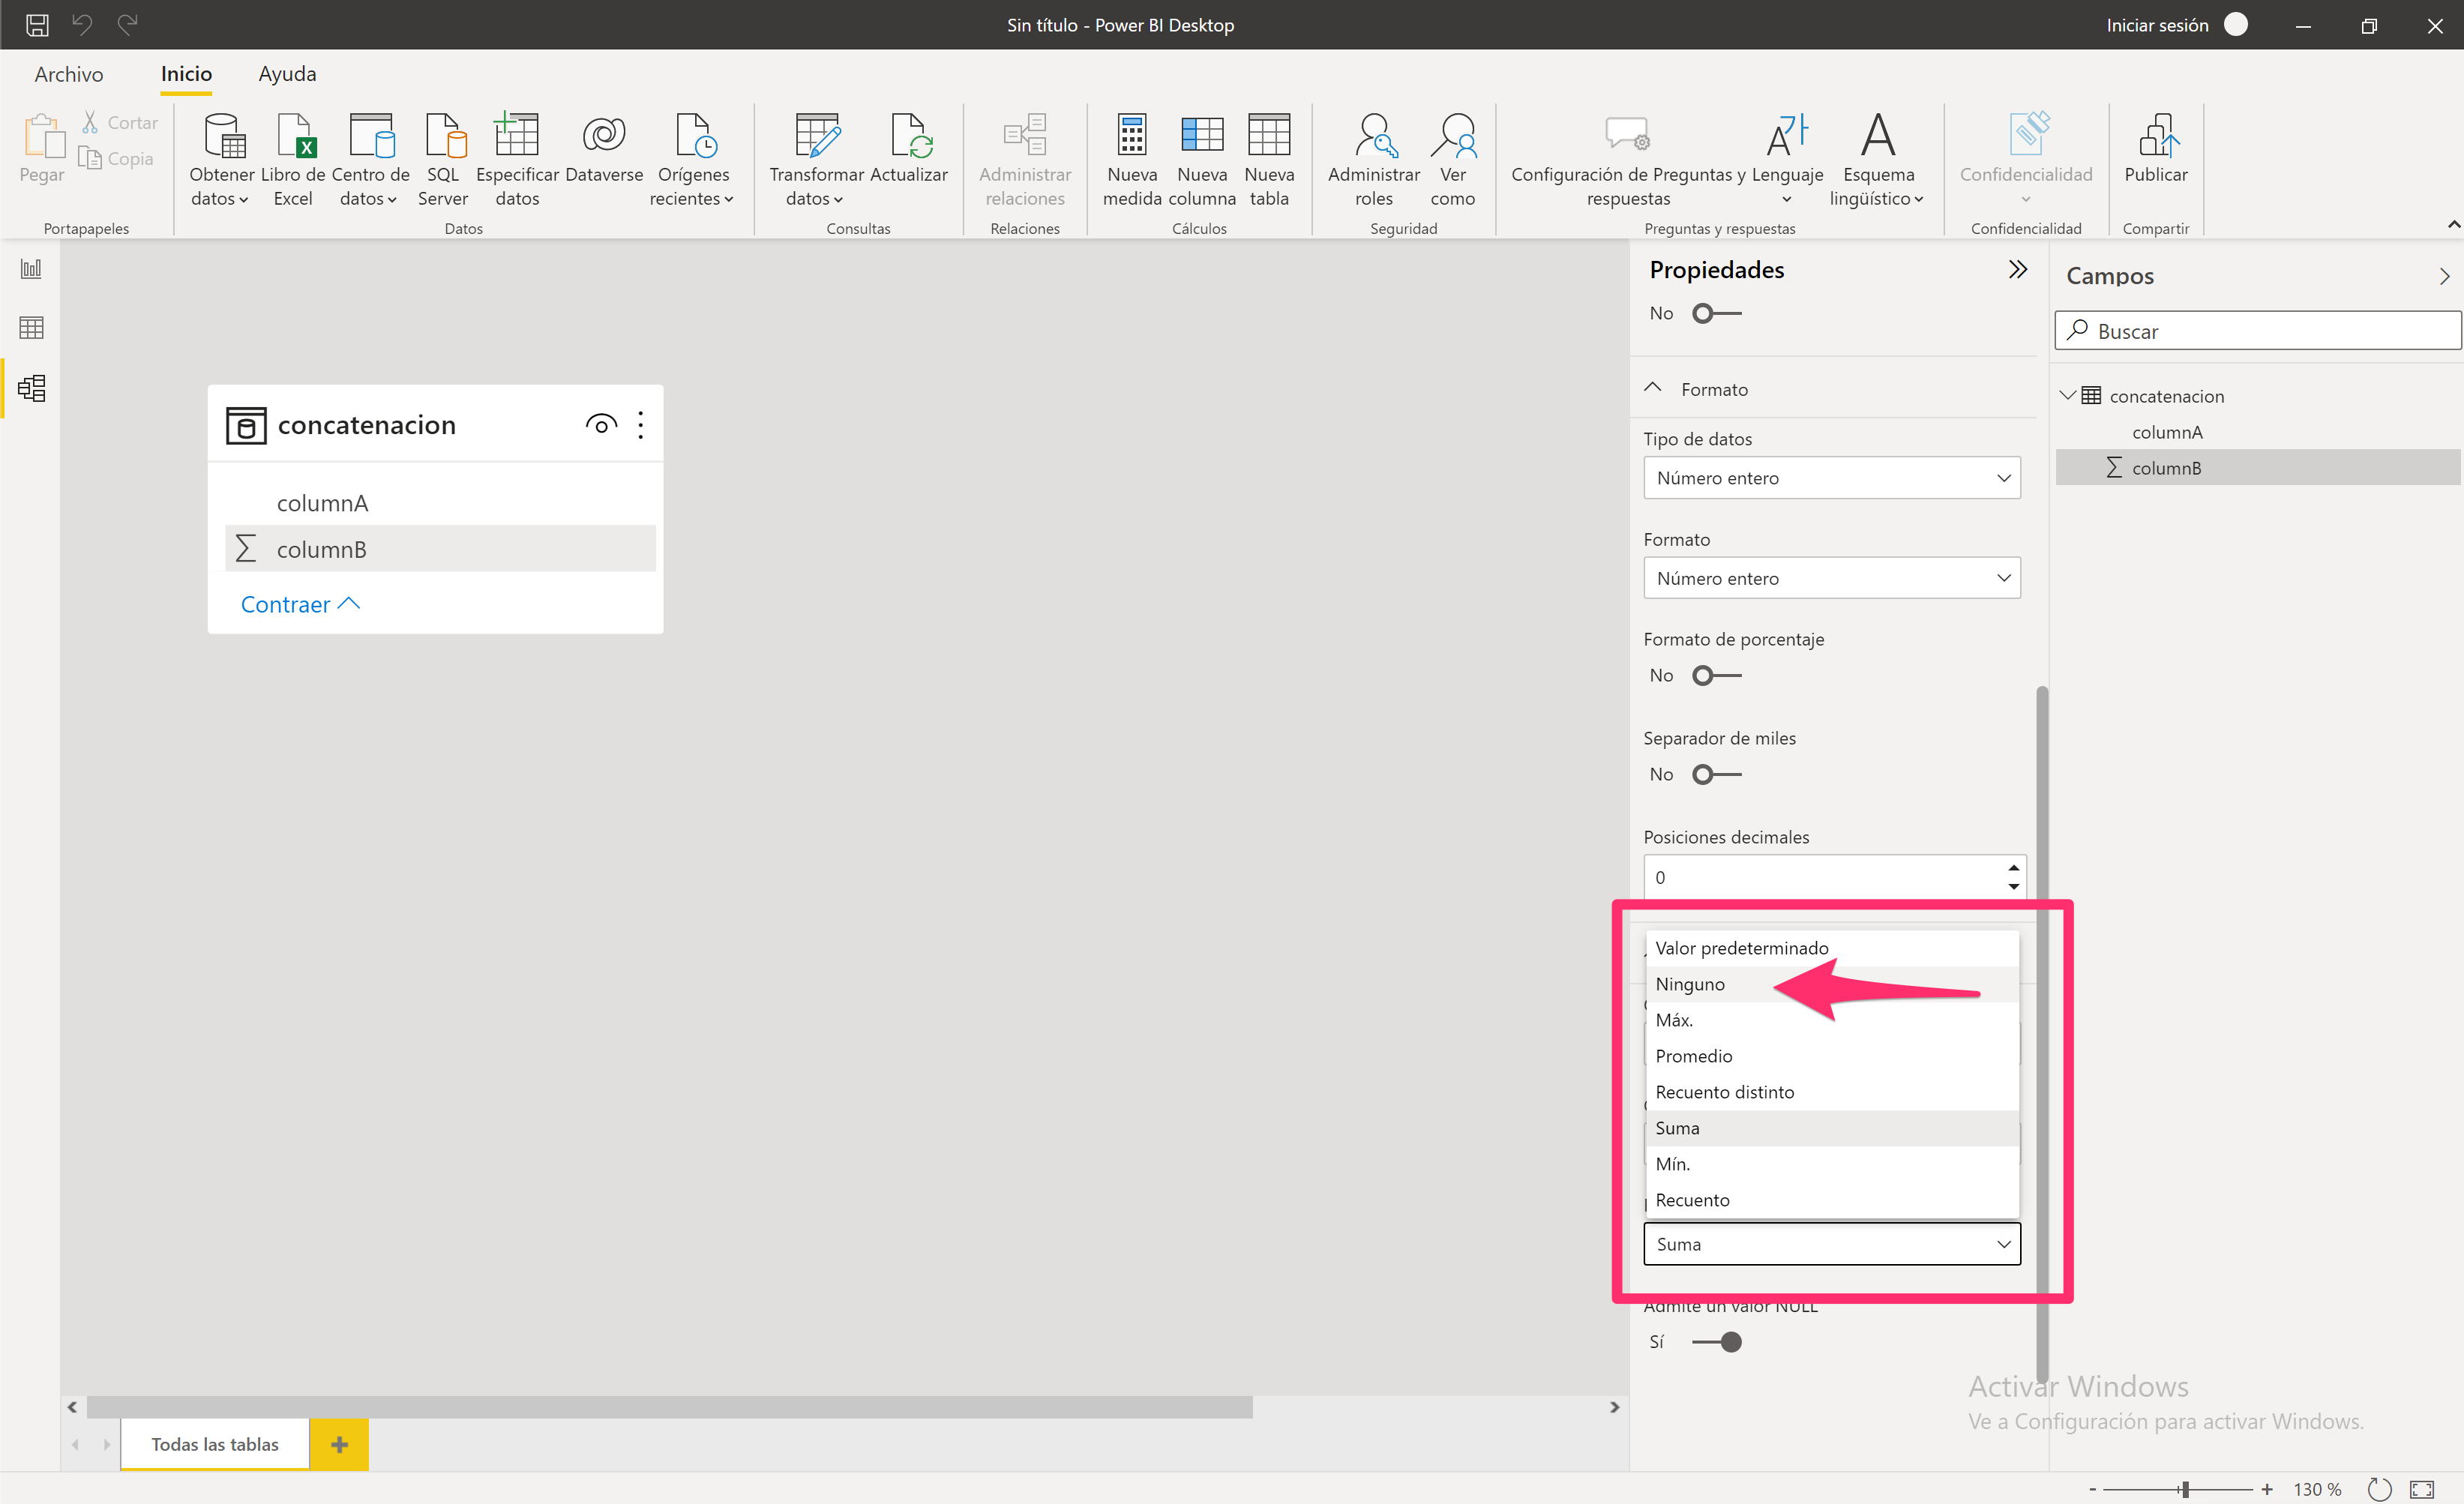 Sin título - Power BI Desktop
Iniciar sesión
Archivo
Inicio
Ayuda
Pegar
Cortar
Copia
Portapapeles
Obtener datos
Libro de Excel
Centro de datos
SQL Server
Especificar datos
Dataverse
Orígenes recientes
Datos
Transformar datos
Actualizar
Consultas
Administrar relaciones
Relaciones
Nueva medida
Nueva columna
Nueva tabla
Cálculos
Administrar roles
Ver como
Seguridad
Configuración de Preguntas y respuestas
Lenguaje
Esquema lingüístico
Preguntas y respuestas
Confidencialidad
Confidencialidad
Publicar
Compartir
concatenacion
columnA
columnB
Contraer
Propiedades
No
Formato
Tipo de datos
Número entero
Formato
Número entero
Formato de porcentaje
No
Separador de miles
No
Posiciones decimales
0
Valor predeterminado
Ninguno
Máx.
Promedio
Recuento distinto
Suma
Mín.
Recuento
Suma
Admite un valor NULL
Sí
Campos
Buscar
concatenacion
columnA
columnB
Activar Windows
Ve a Configuración para activar Windows.
Todas las tablas
- + 130 %